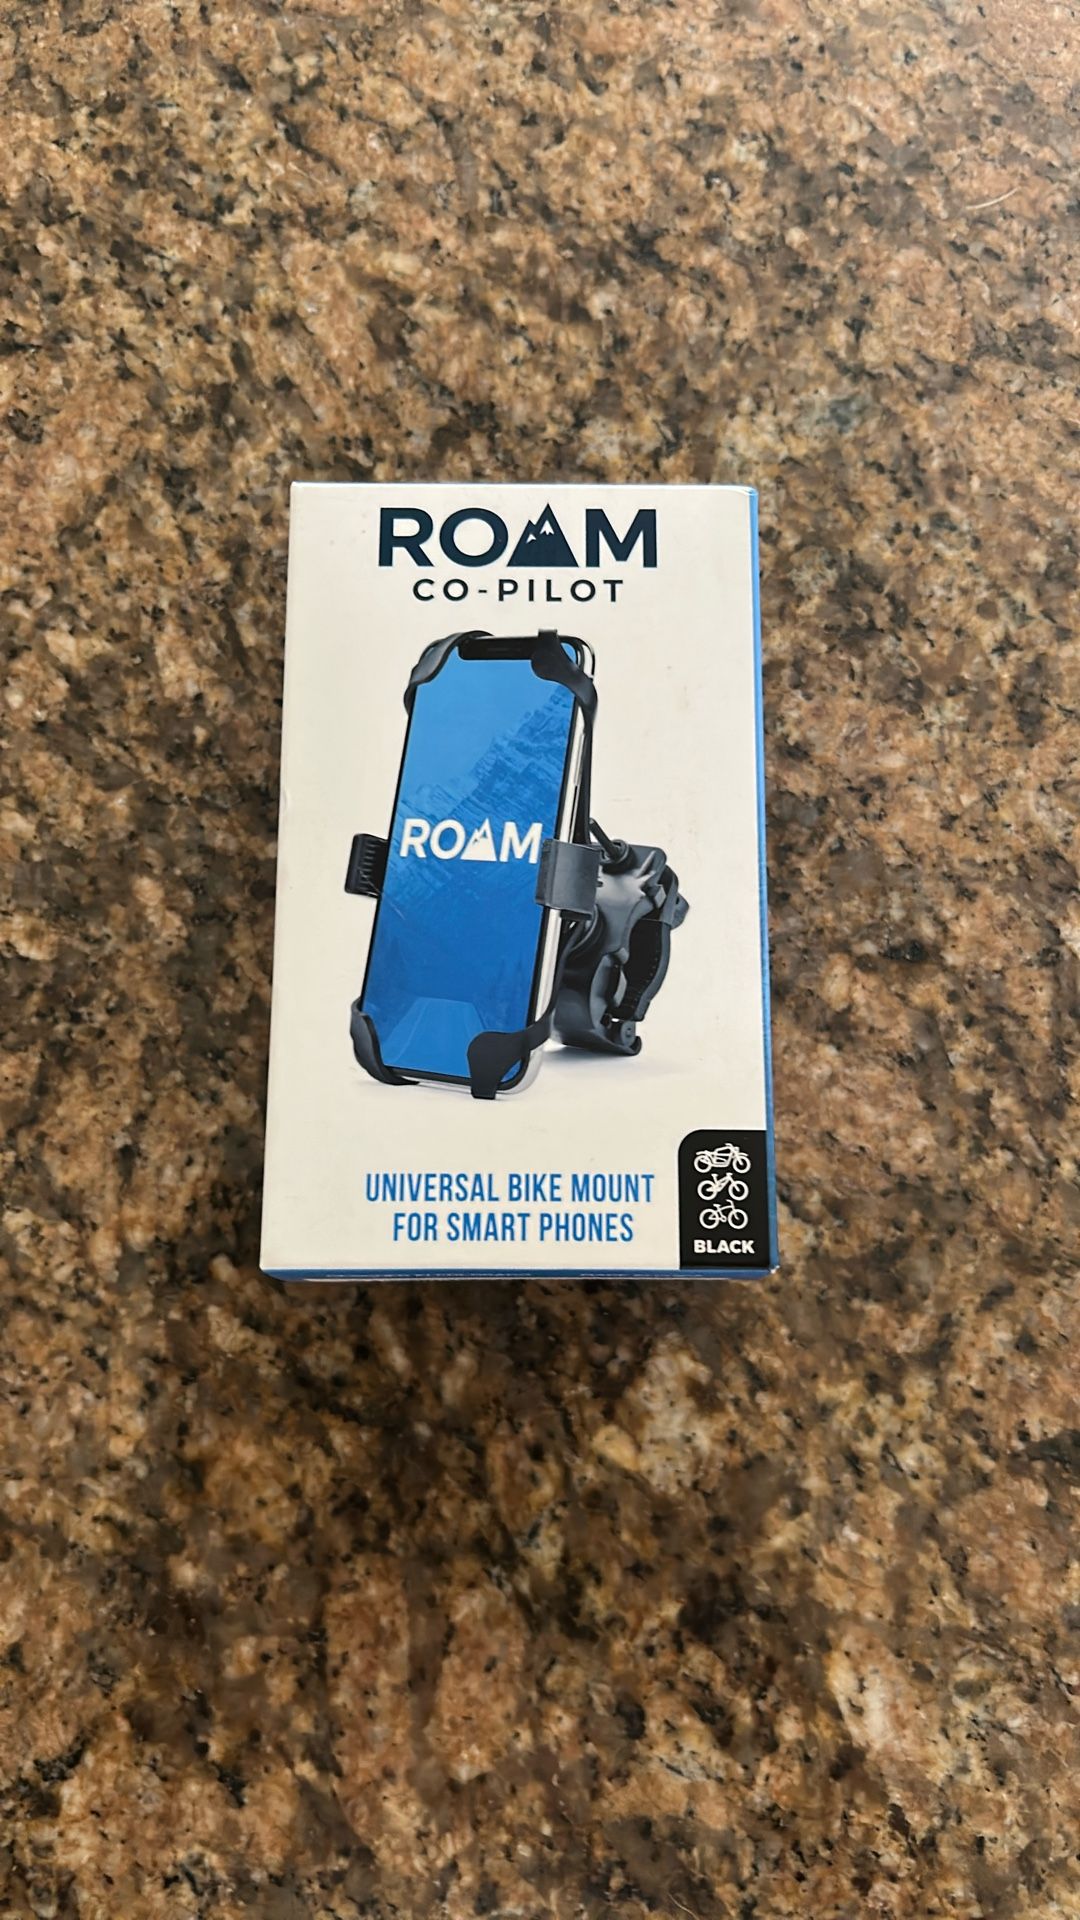 ROAM
CO-PILOT
ROAM
UNIVERSAL BIKE MOUNT
FOR SMART PHONES
BLACK